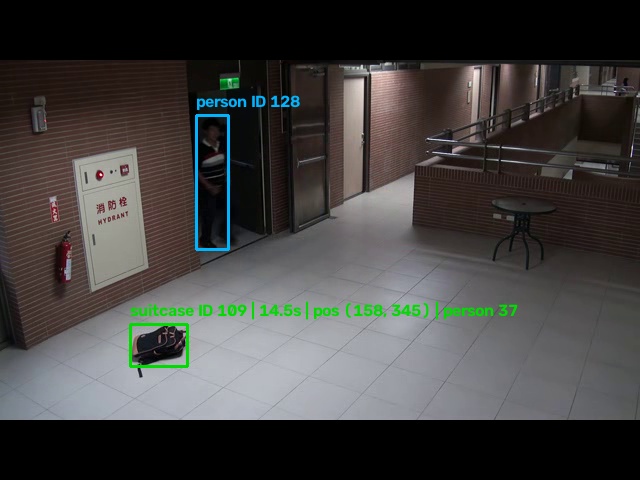 person ID 128
消防栓
HYDRANT
suitcase ID 109 | 14.5s | pos (158, 345) | person 37